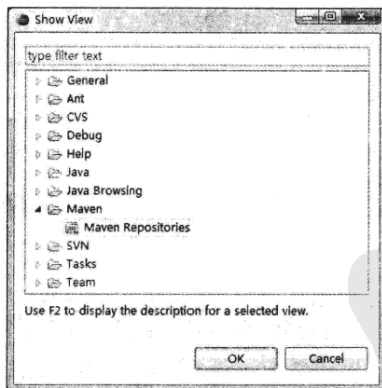 Show View
type filter text
General
Ant
CVS
Debug
Help
Java
Java Browsing
Maven
Maven Repositories
SVN
Tasks
Team
Use F2 to display the description for a selected view.
OK
Cancel